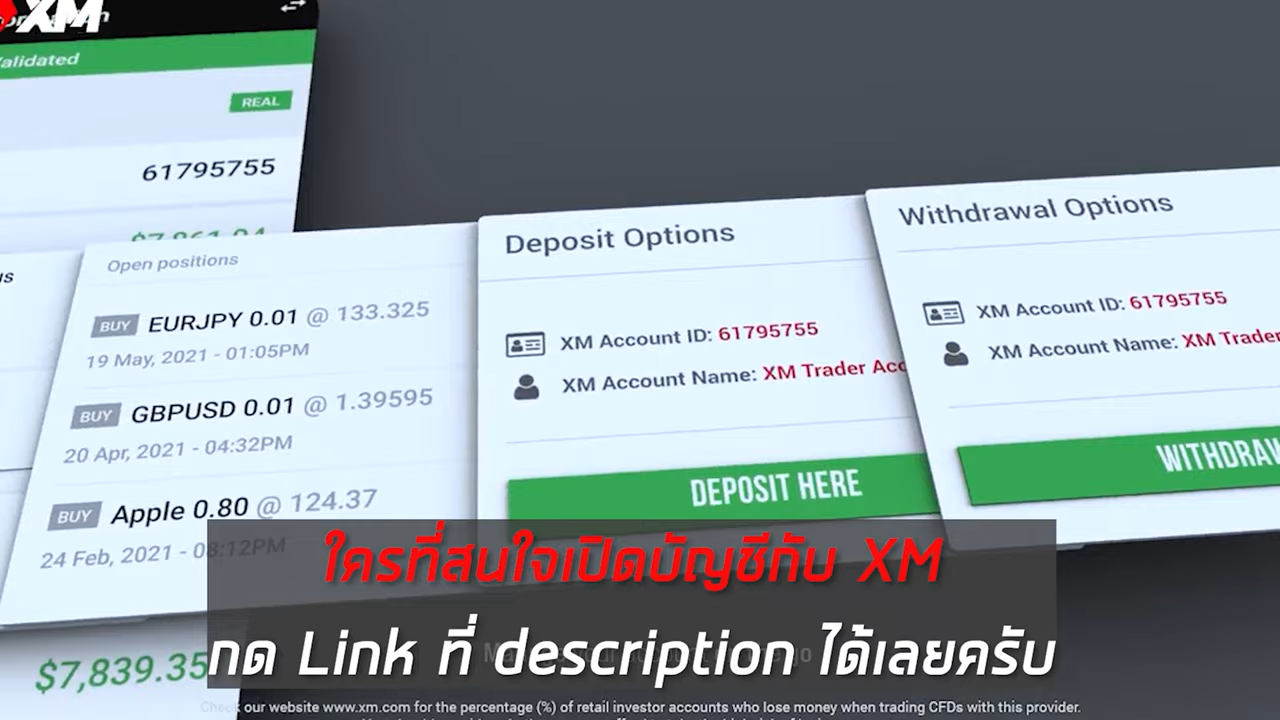 XM
Validated
REAL
61795755
Open positions
BUY EURJPY 0.01 @ 133.325
19 May, 2021 - 01:05PM
BUY GBPUSD 0.01 @ 1.39595
20 Apr, 2021 - 04:32PM
BUY Apple 0.80 @ 124.37
24 Feb, 2021 - 08:12PM
$7,839.35
Deposit Options
XM Account ID: 61795755
XM Account Name: XM Trader Acc
DEPOSIT HERE
Withdrawal Options
XM Account ID: 61795755
XM Account Name: XM Trader
WITHDRAW
ใครที่สนใจเปิดบัญชีกับ XM
กด Link ที่ description ได้เลยครับ
Check our website www.xm.com for the percentage (%) of retail investor accounts who lose money when trading CFDs with this provider.